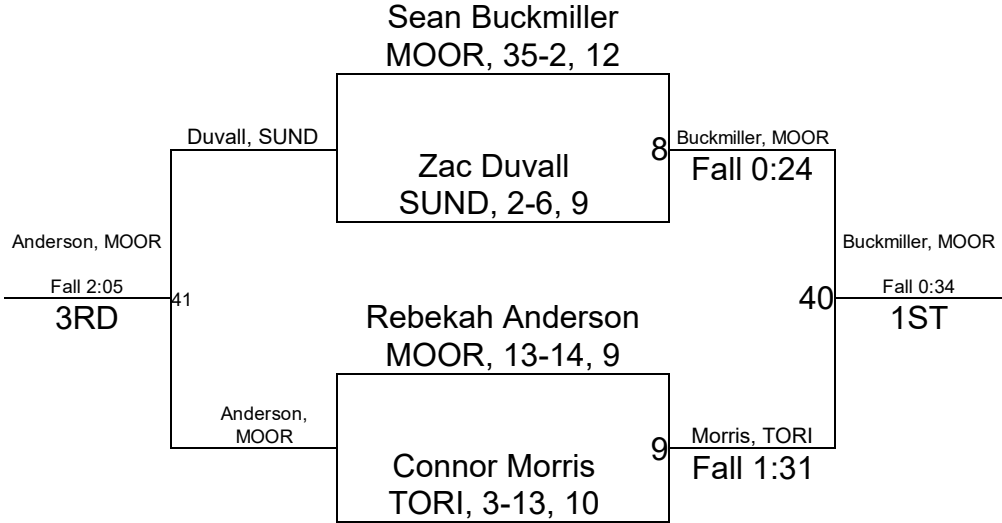 Sean Buckmiller
MOOR, 35-2, 12
Duvall, SUND
Zac Duvall
SUND, 2-6, 9
8
Buckmiller, MOOR
Fall 0:24
Anderson, MOOR
Fall 2:05
3RD
41
Buckmiller, MOOR
40
Fall 0:34
1ST
Rebekah Anderson
MOOR, 13-14, 9
Anderson,
MOOR
Connor Morris
TORI, 3-13, 10
9
Morris, TORI
Fall 1:31